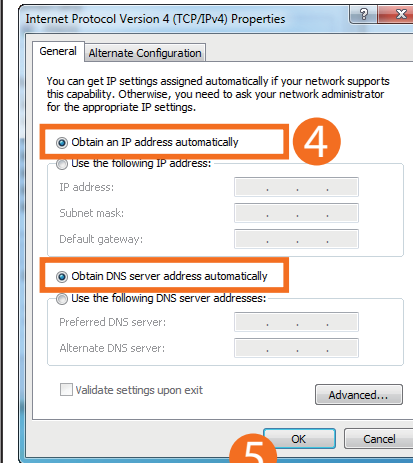 Internet Protocol Version 4 (TCP/IPv4) Properties
? X
General Alternate Configuration
You can get IP settings assigned automatically if your network supports
this capability. Otherwise, you need to ask your network administrator
for the appropriate IP settings.
Obtain an IP address automatically
4
Use the following IP address:
IP address:
Subnet mask:
Default gateway:
Obtain DNS server address automatically
Use the following DNS server addresses:
Preferred DNS server:
Alternate DNS server:
Validate settings upon exit
Advanced...
5
OK Cancel